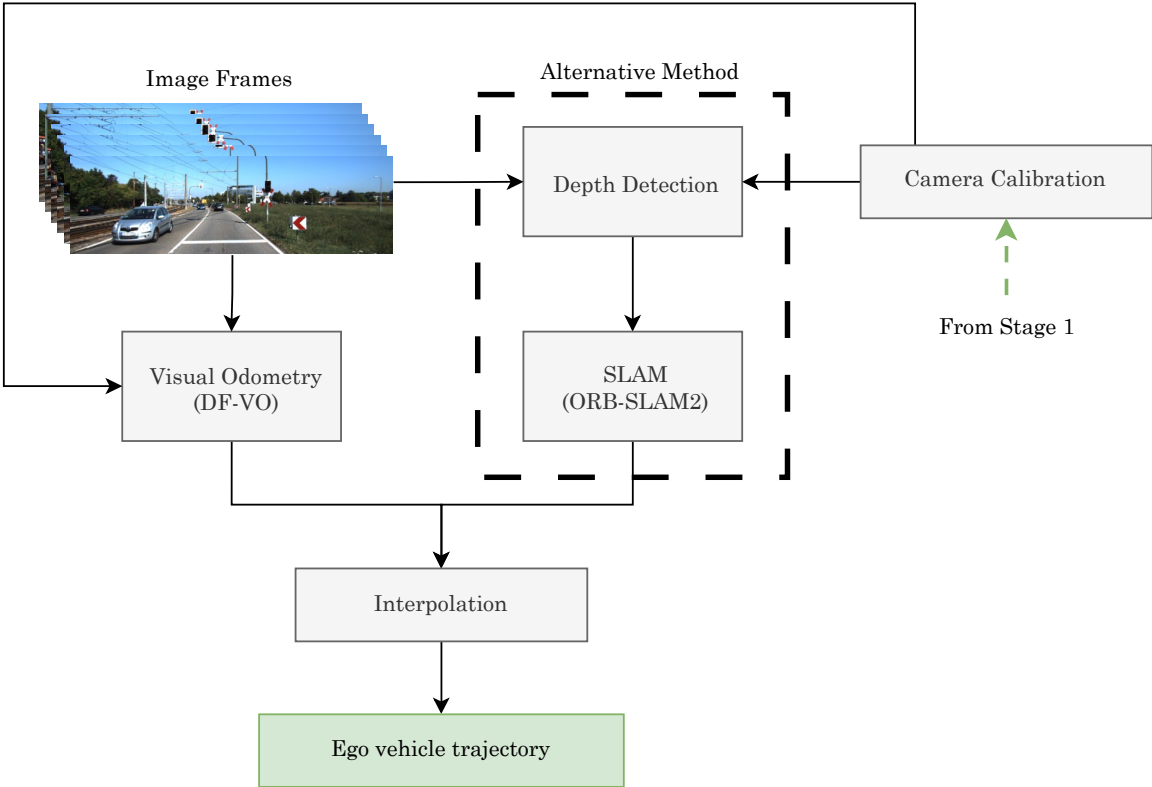 Image Frames
Alternative Method
Depth Detection
Camera Calibration
From Stage 1
Visual Odometry
(DF-VO)
SLAM
(ORB-SLAM2)
Interpolation
Ego vehicle trajectory